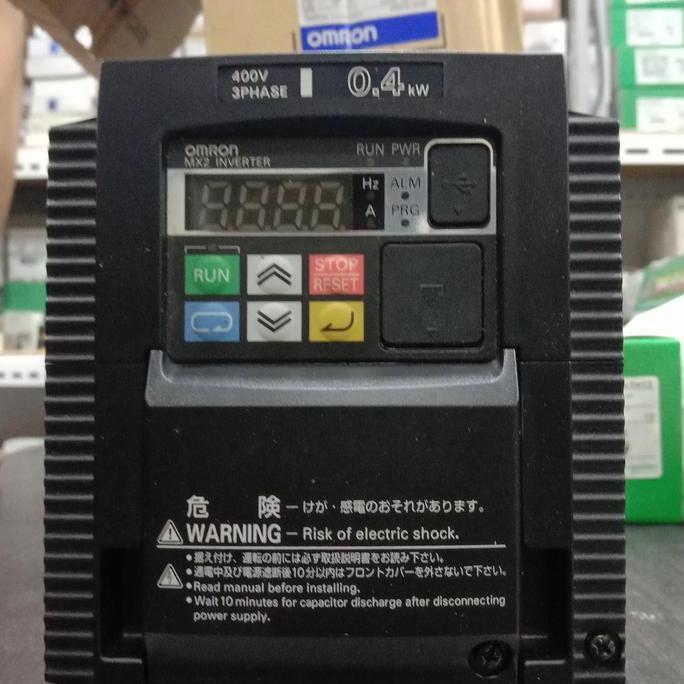 OMRON
400V
3PHASE
0.4 kW
OMRON
MX2 INVERTER
RUN PWR
Hz ALM
A PRG
RUN
STOP
RESET
危 険 － けが・感電のおそれがあります。
WARNING － Risk of electric shock.
●据え付け、運転の前には必ず取扱説明書をお読み下さい。
●通電中及び電源遮断後10分以内はフロントカバーを外さないで下さい。
●Read manual before installing.
●Wait 10 minutes for capacitor discharge after disconnecting
power supply.